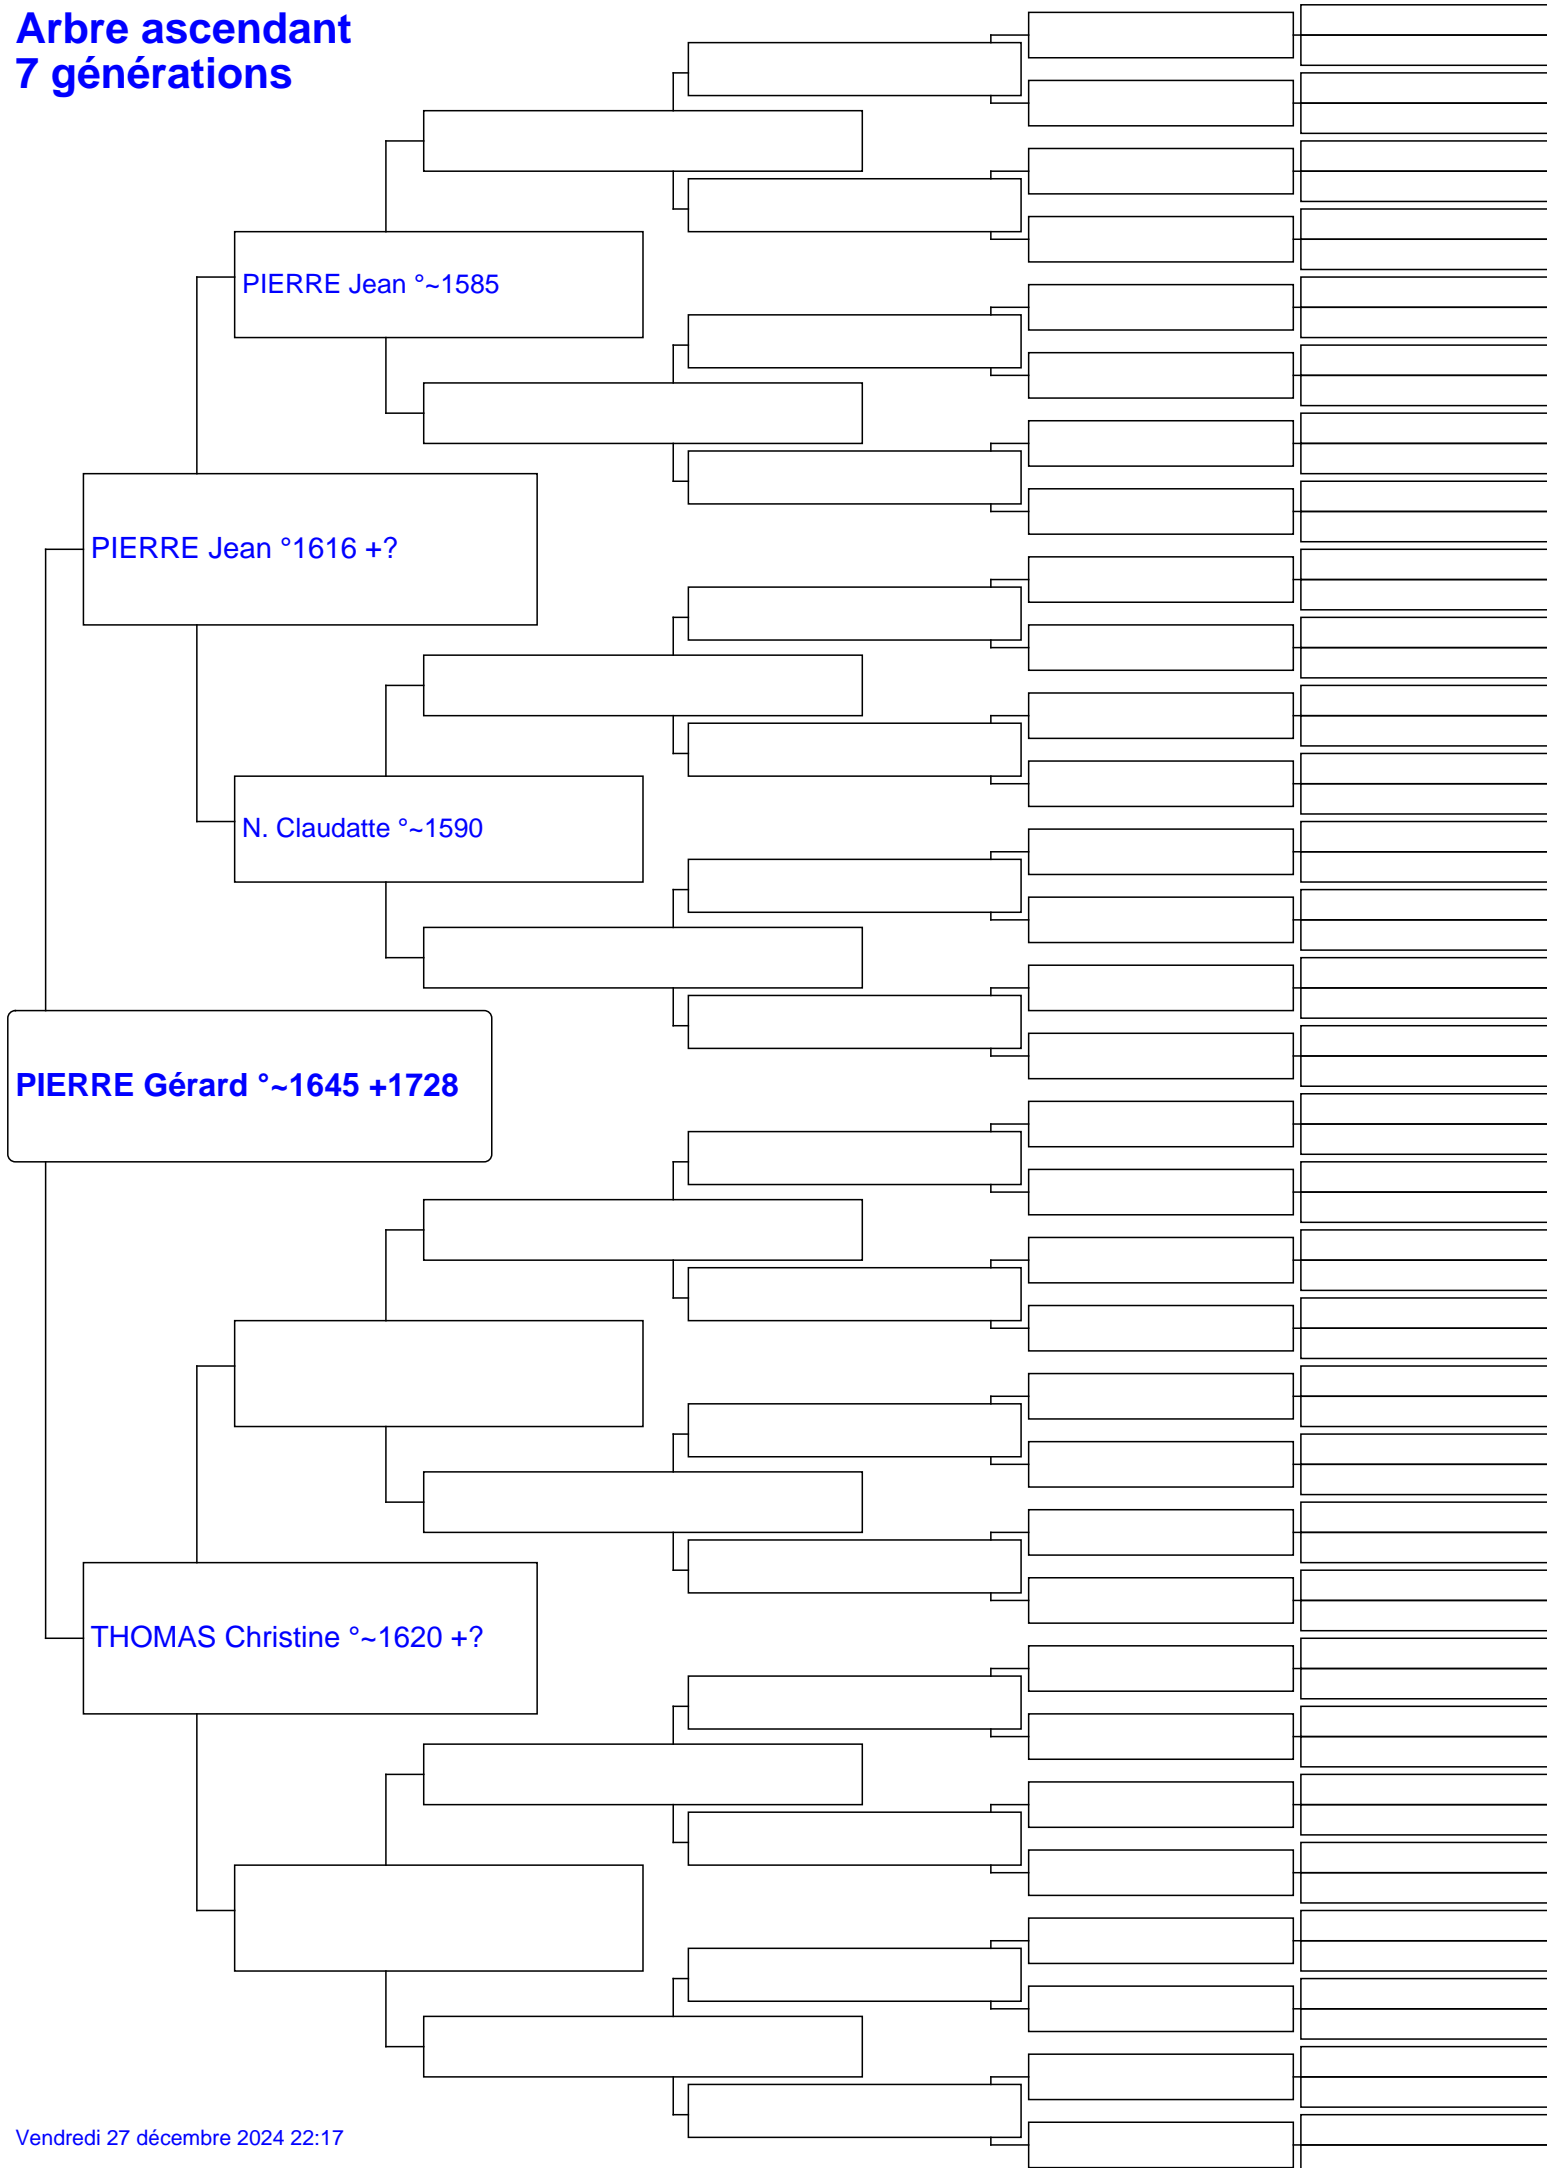 Arbre ascendant
7 générations
PIERRE Jean °~1585
PIERRE Jean °1616 +?
N. Claudatte °~1590
PIERRE Gérard °~1645 +1728
THOMAS Christine °~1620 +?
Vendredi 27 décembre 2024 22:17